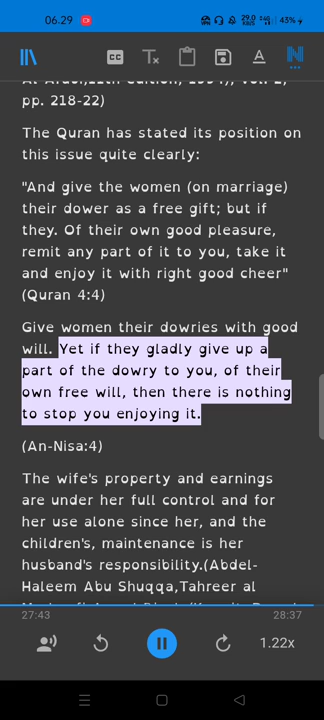 06.29
29.0
KB/S
43%
CC
A
pp. 218-22)
The Quran has stated its position on
this issue quite clearly:
"And give the women (on marriage)
their dower as a free gift; but if
they. Of their own good pleasure,
remit any part of it to you, take it
and enjoy it with right good cheer"
(Quran 4:4)
Give women their dowries with good
will. Yet if they gladly give up a
part of the dowry to you, of their
own free will, then there is nothing
to stop you enjoying it.
(An-Nisa:4)
The wife's property and earnings
are under her full control and for
her use alone since her, and the
children's, maintenance is her
husband's responsibility.(Abdel-
Haleem Abu Shuqqa,Tahreer al
27:43
28:37
1.22x